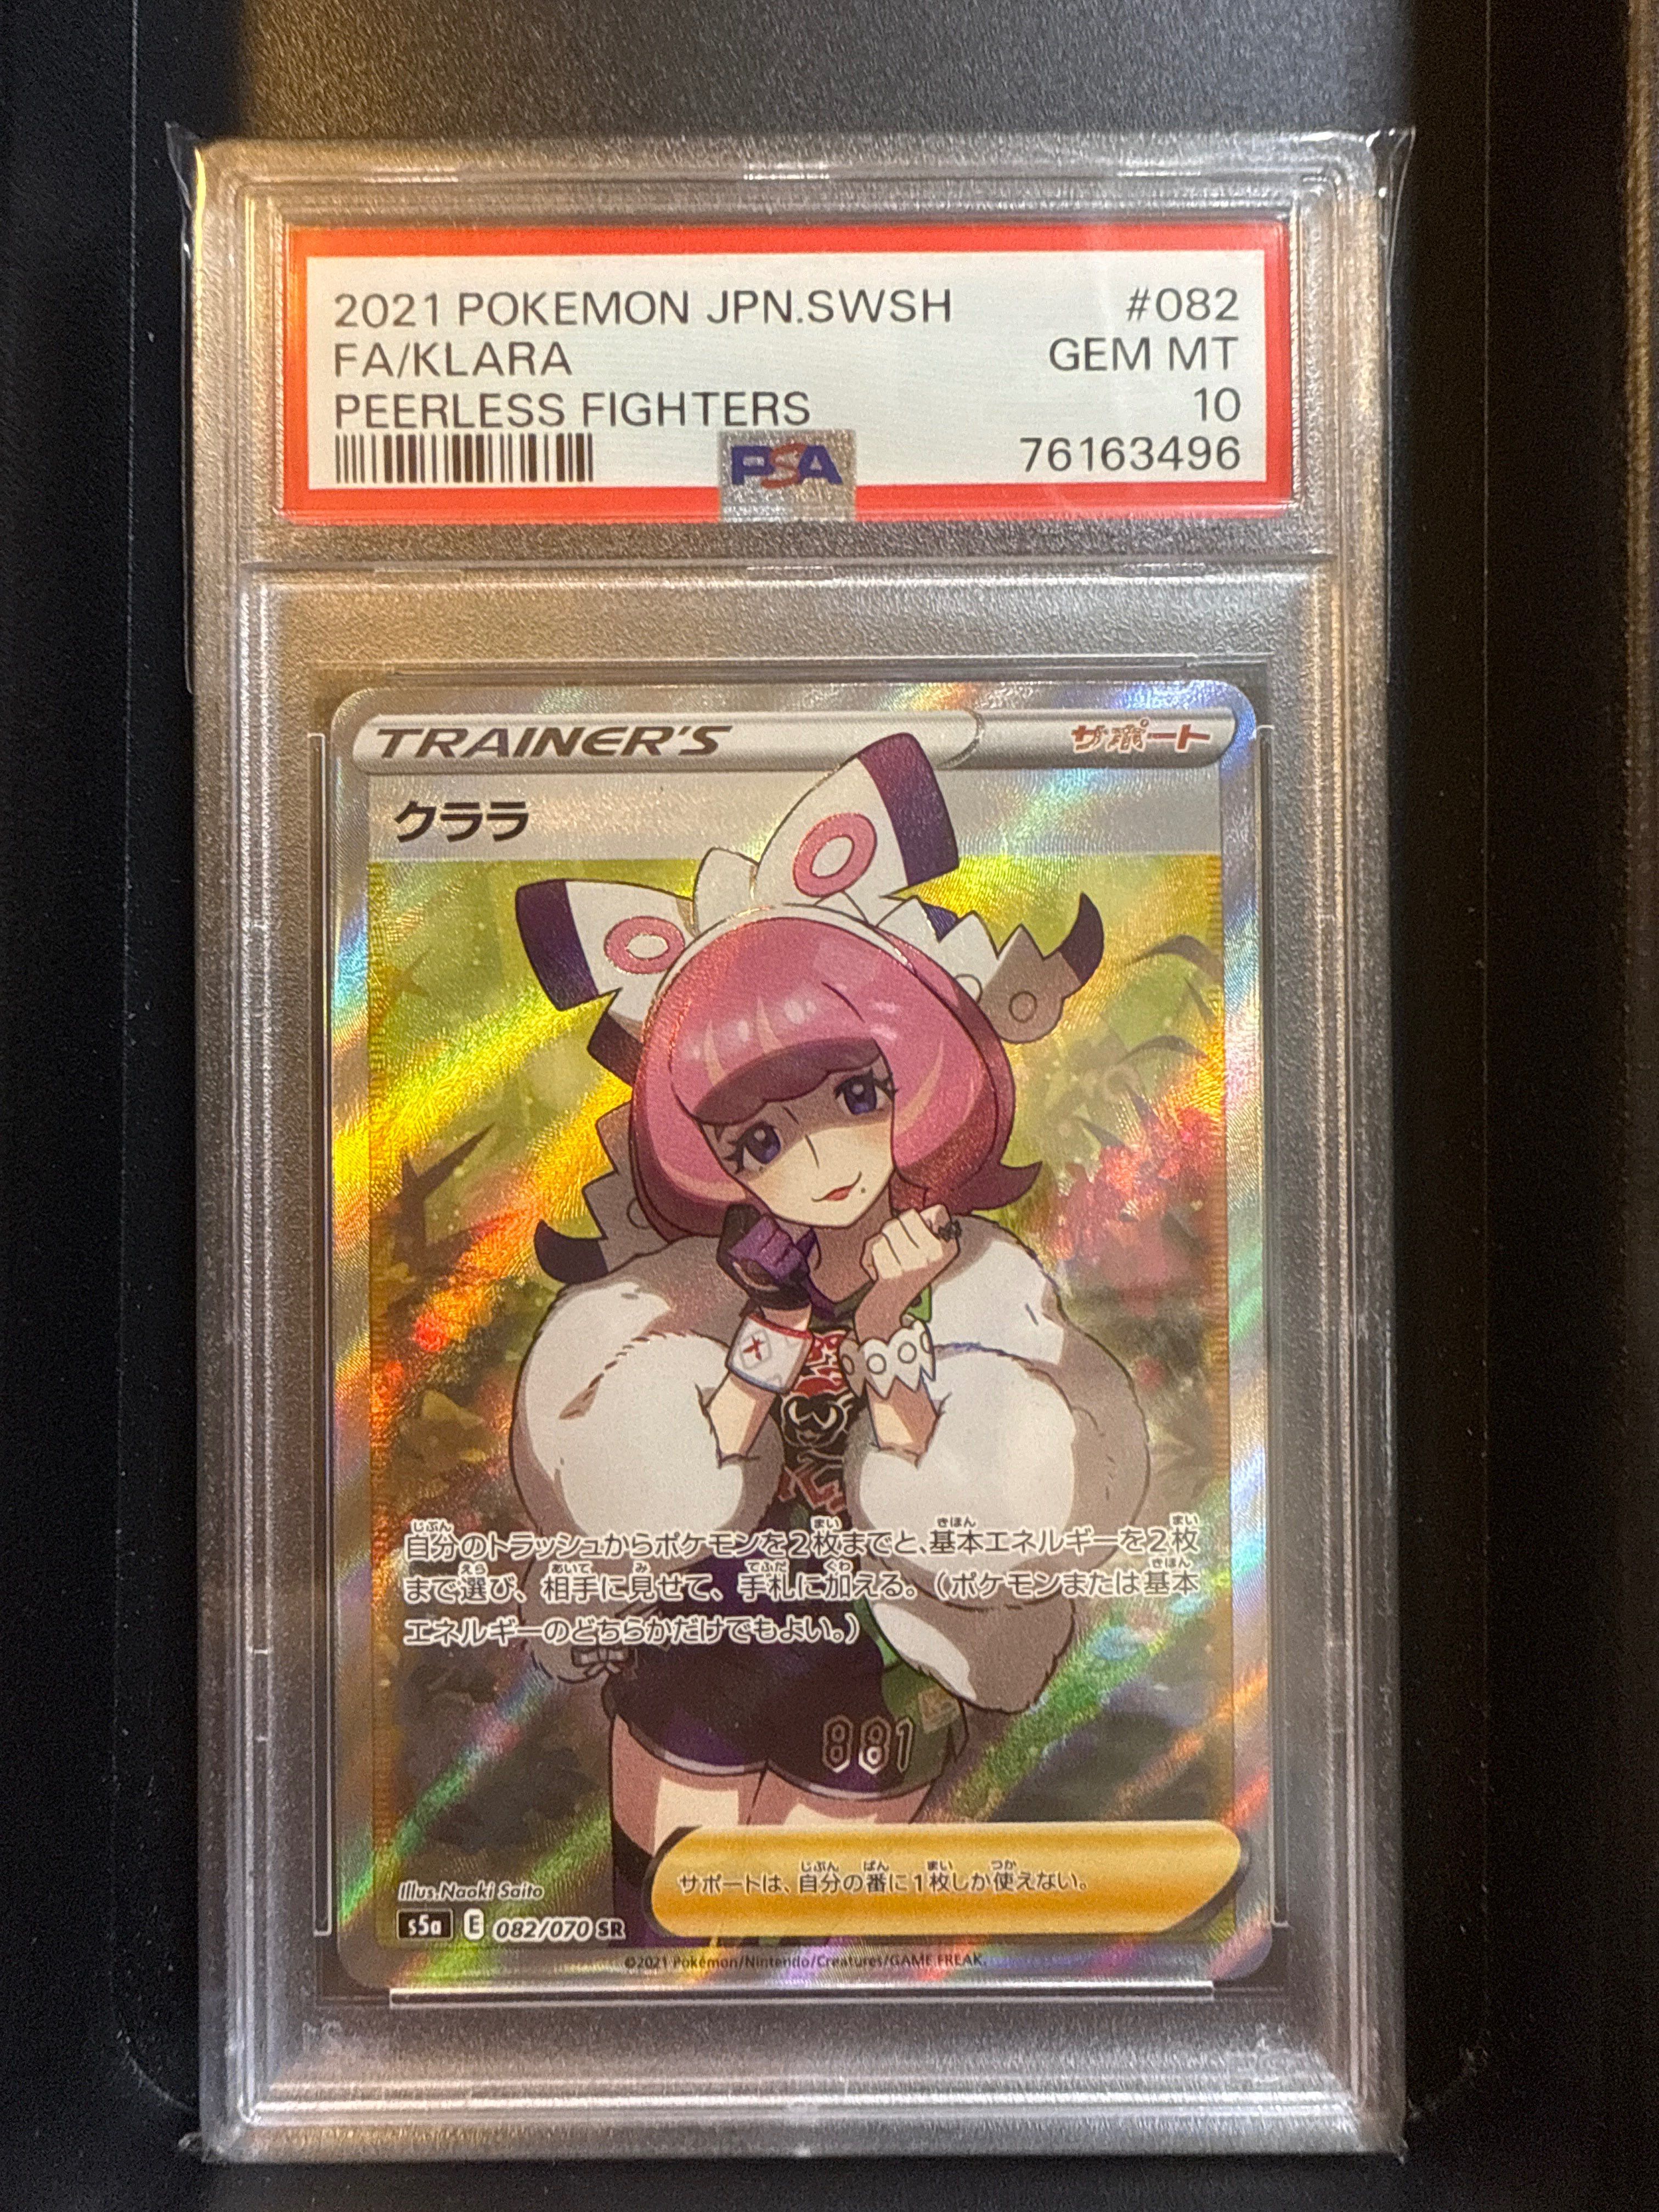 2021 POKEMON JPN.SWSH #082
FA/KLARA GEM MT
PEERLESS FIGHTERS 10
PSA 76163496
TRAINER'S サポート
クララ
自分のトラッシュからポケモンを2枚までと、基本エネルギーを2枚
まで選び、相手に見せて、手札に加える。（ポケモンまたは基本
エネルギーのどちらかだけでもよい。）
881
サポートは、自分の番に1枚しか使えない。
Illus.Naoki Saito
s5a E 082/070 SR
©2021 Pokémon/Nintendo/Creatures/GAME FREAK.